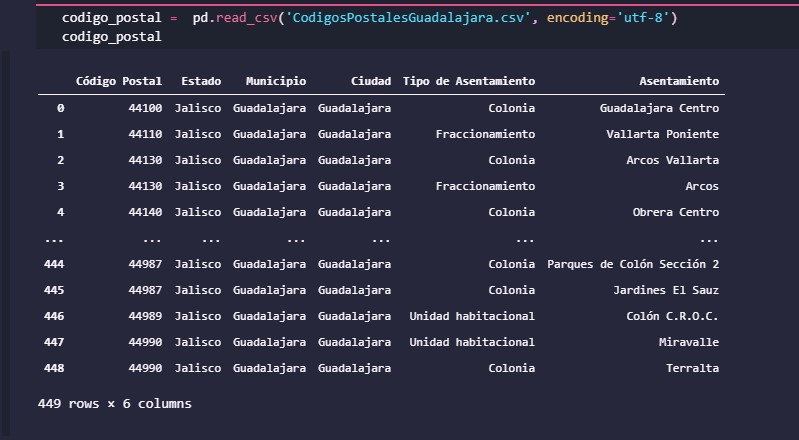 codigo_postal = pd.read_csv('CodigosPostalesGuadalajara.csv', encoding='utf-8')
codigo_postal
Código Postal Estado Municipio Ciudad Tipo de Asentamiento Asentamiento
0 44100 Jalisco Guadalajara Guadalajara Colonia Guadalajara Centro
1 44110 Jalisco Guadalajara Guadalajara Fraccionamiento Vallarta Poniente
2 44130 Jalisco Guadalajara Guadalajara Colonia Arcos Vallarta
3 44130 Jalisco Guadalajara Guadalajara Fraccionamiento Arcos
4 44140 Jalisco Guadalajara Guadalajara Colonia Obrera Centro
... ... ... ... ... ... ...
444 44987 Jalisco Guadalajara Guadalajara Colonia Parques de Colón Sección 2
445 44987 Jalisco Guadalajara Guadalajara Colonia Jardines El Sauz
446 44989 Jalisco Guadalajara Guadalajara Unidad habitacional Colón C.R.O.C.
447 44990 Jalisco Guadalajara Guadalajara Unidad habitacional Miravalle
448 44990 Jalisco Guadalajara Guadalajara Colonia Terralta
449 rows × 6 columns